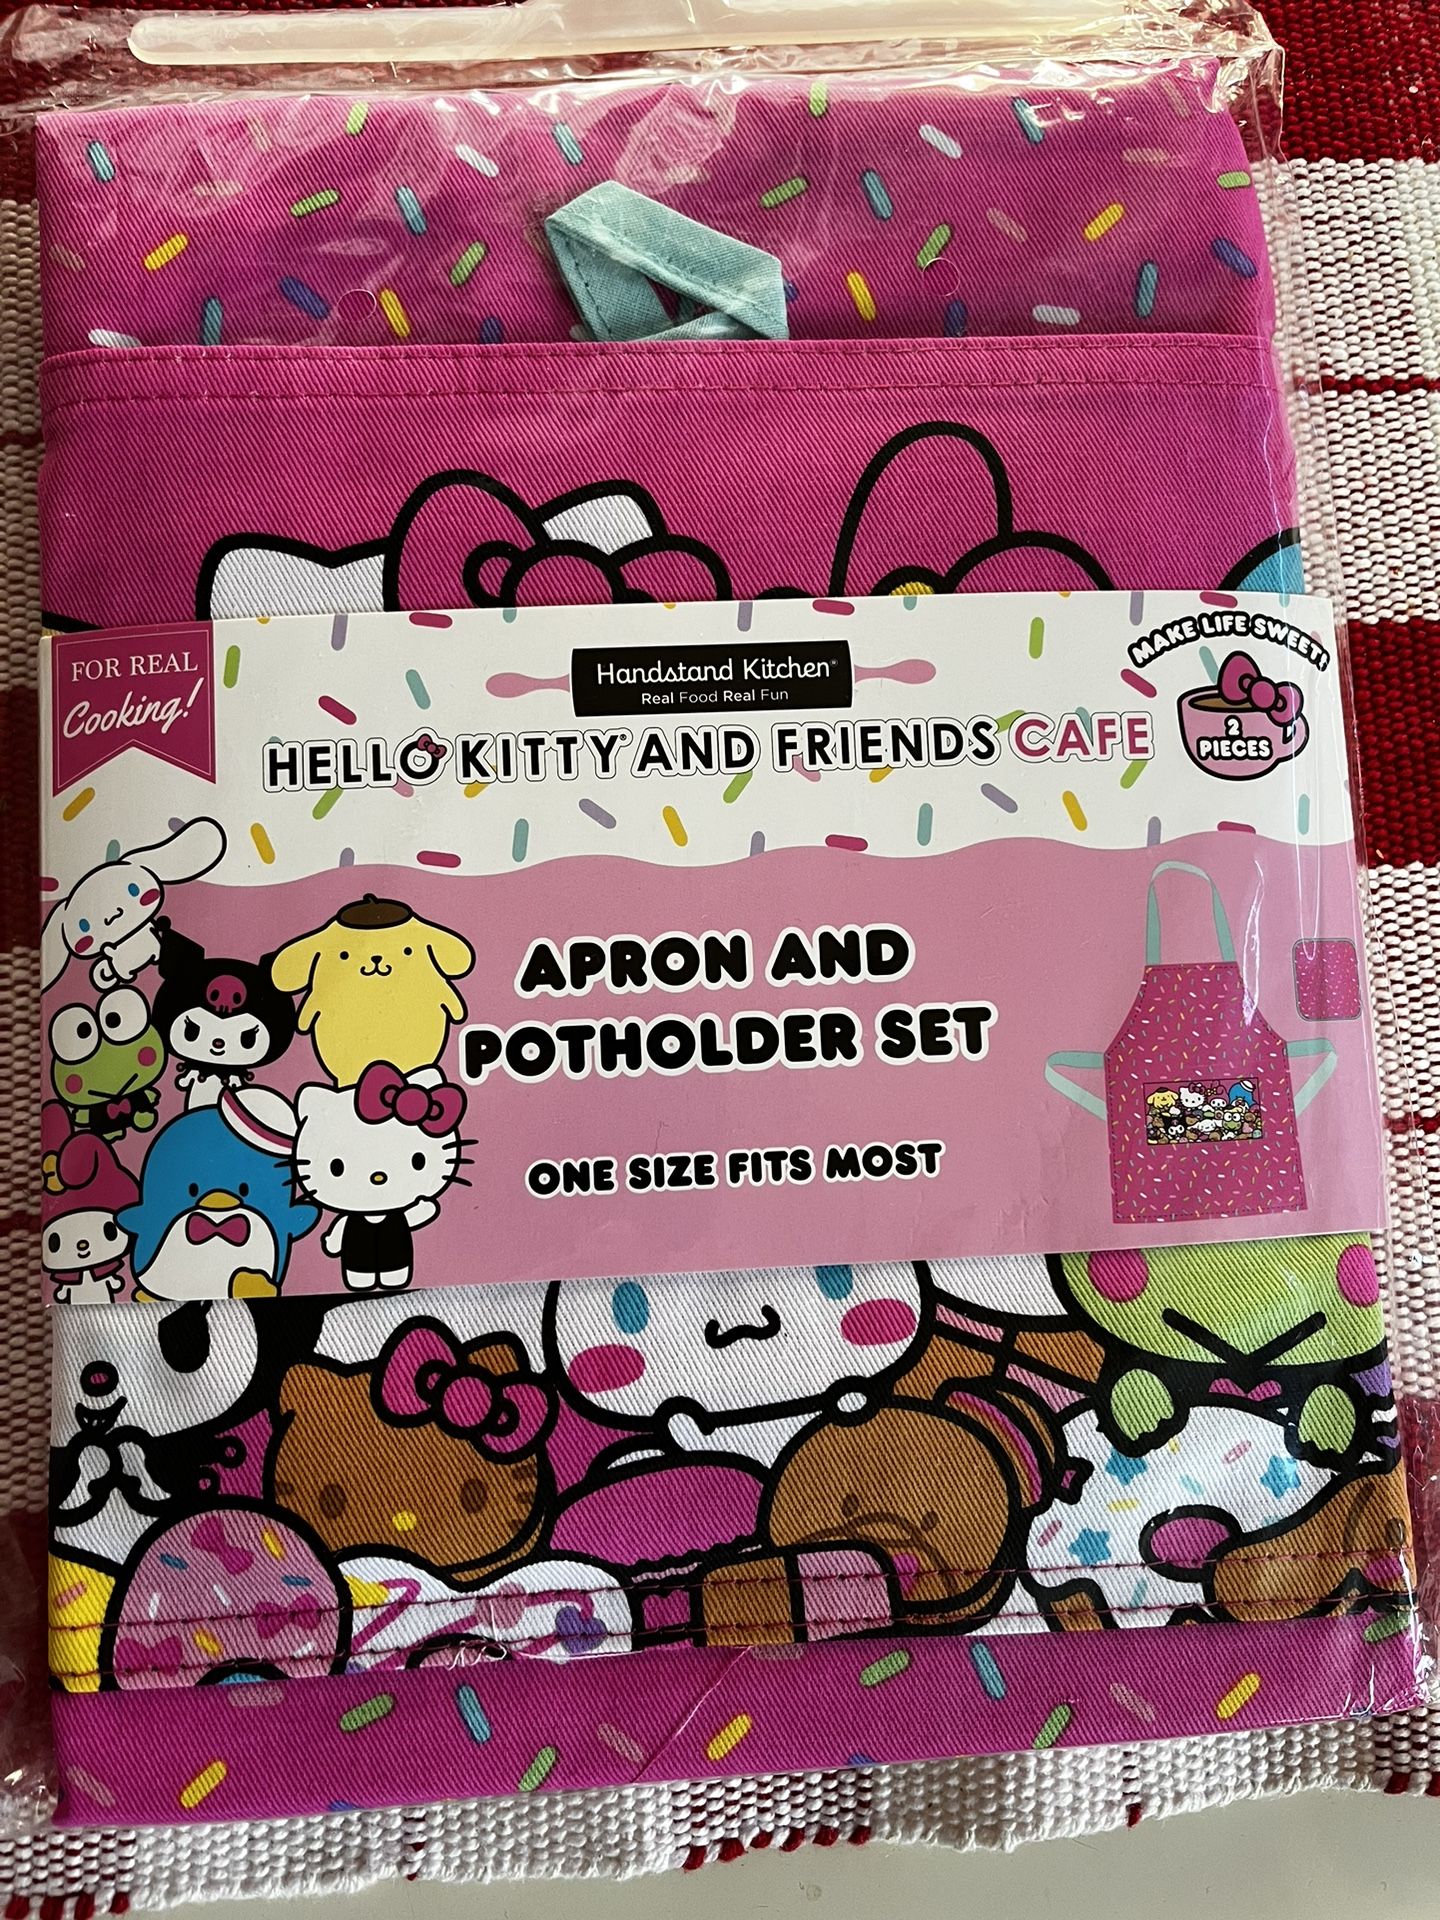 FOR REAL
Cooking!
Handstand Kitchen®
Real Food Real Fun
MAKE LIFE SWEET!
HELLO KITTY® AND FRIENDS CAFE
2
PIECES
APRON AND
POTHOLDER SET
ONE SIZE FITS MOST